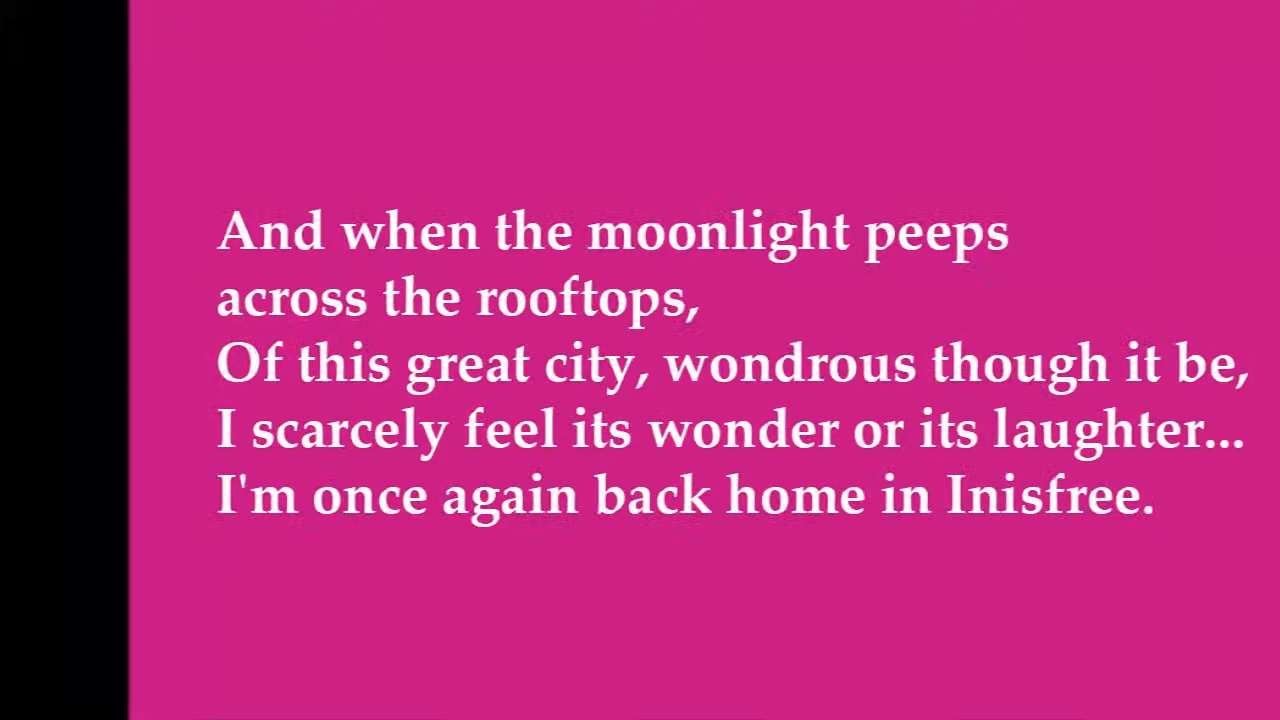 And when the moonlight peeps
across the rooftops,
Of this great city, wondrous though it be,
I scarcely feel its wonder or its laughter...
I'm once again back home in Inisfree.